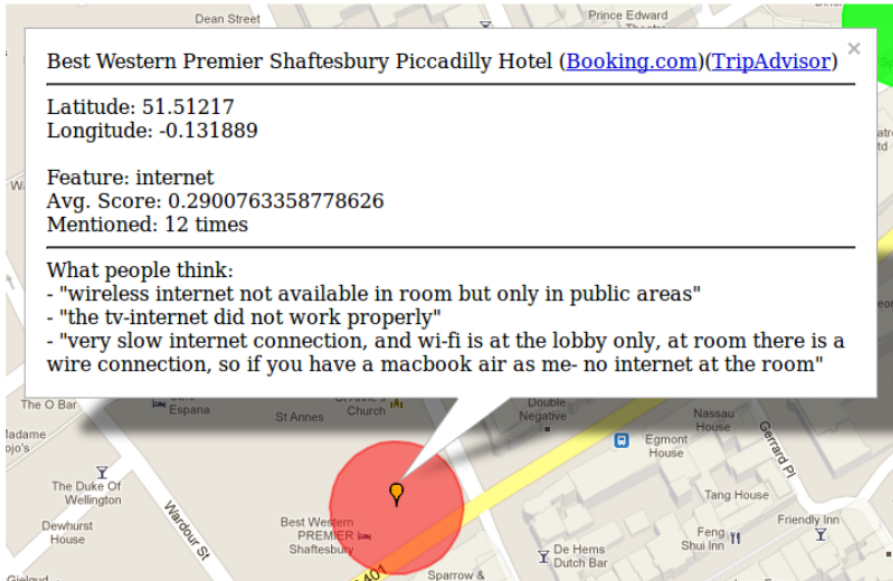 Dean Street
Prince Edward
Best Western Premier Shaftesbury Piccadilly Hotel (Booking.com)(TripAdvisor)
×
Latitude: 51.51217
Longitude: -0.131889
Feature: internet
Avg. Score: 0.2900763358778626
Mentioned: 12 times
What people think:
- "wireless internet not available in room but only in public areas"
- "the tv-internet did not work properly"
- "very slow internet connection, and wi-fi is at the lobby only, at room there is a
wire connection, so if you have a macbook air as me- no internet at the room"
The O Bar
Espana
St Annes
Church
Double
Negative
Nassau
House
Egmont
House
Gerrard Pl
The Duke Of
Wellington
Wardour St
Tang House
Dewhurst
House
Best Western
PREMIER
Shaftesbury
Feng
Shui Inn
Friendly Inn
De Hems
Dutch Bar
A401
Sparrow &